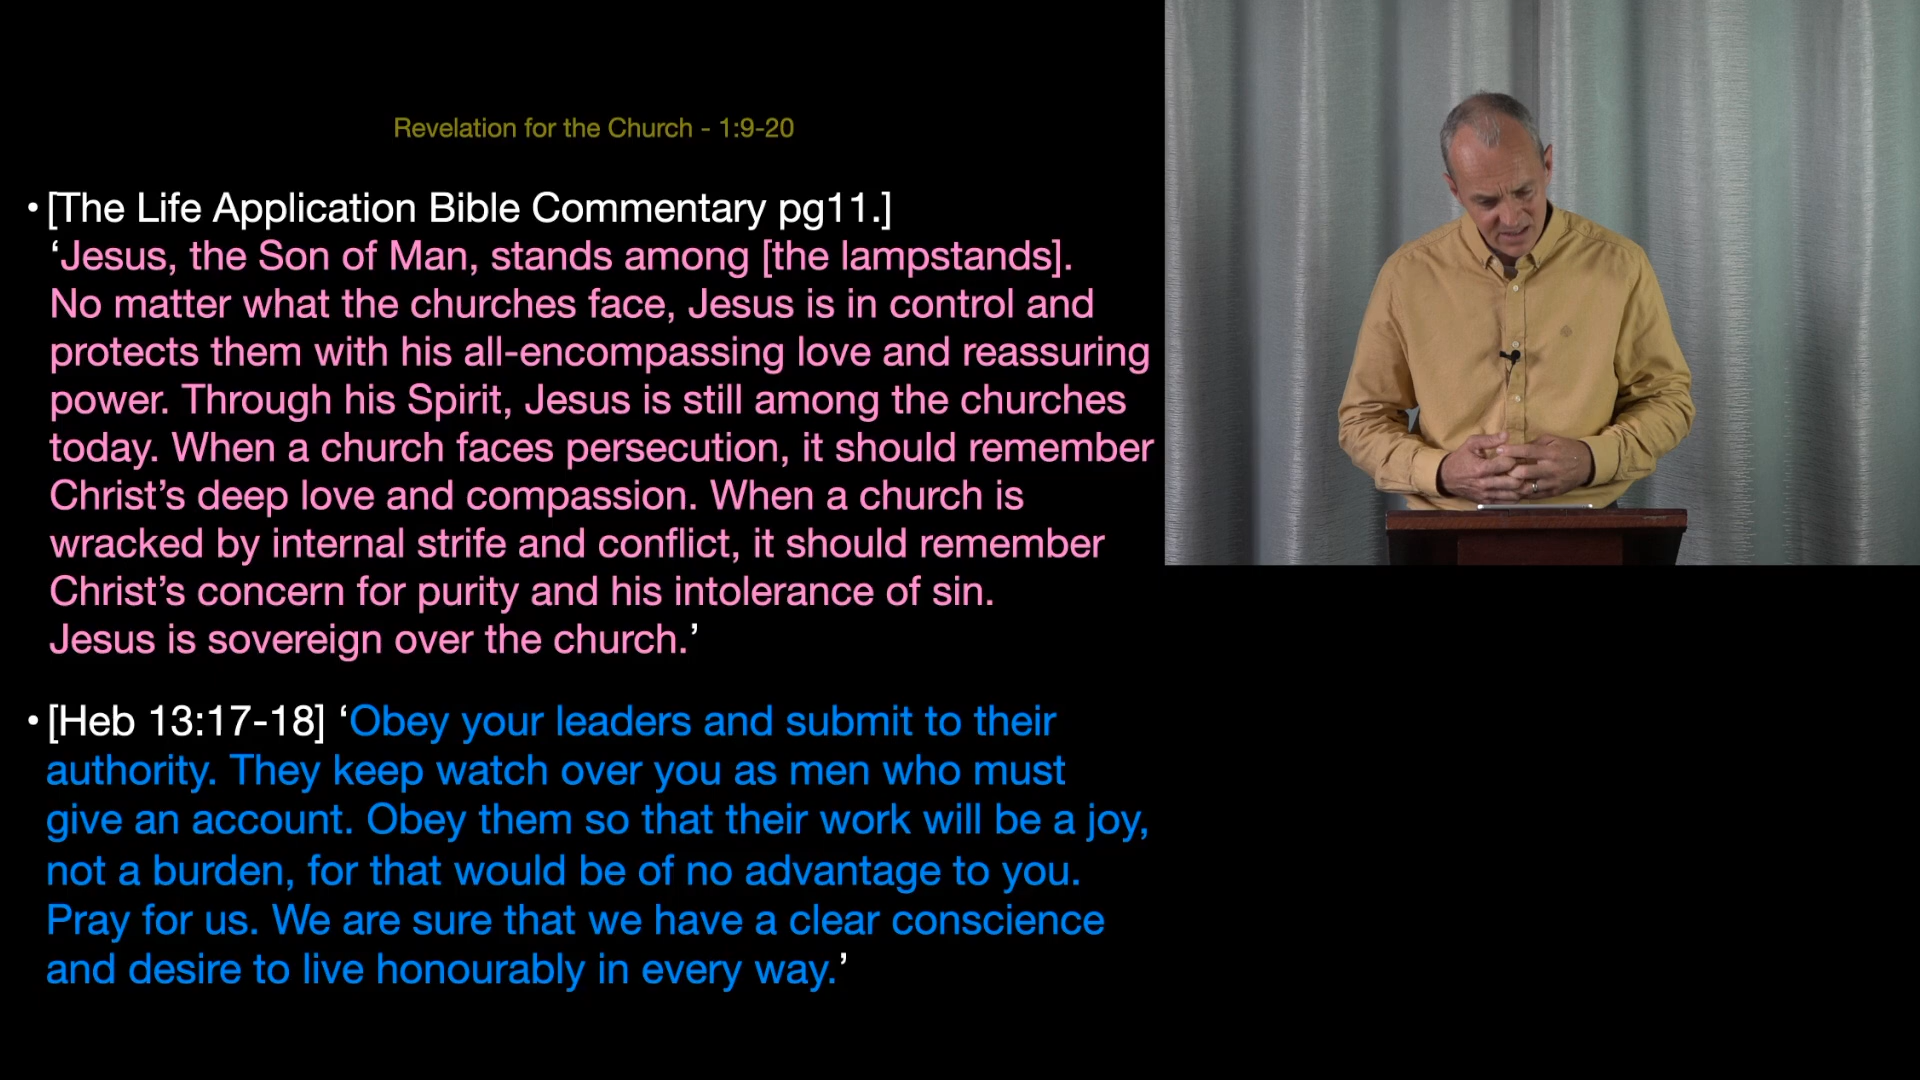 Revelation for the Church - 1:9-20
• [The Life Application Bible Commentary pg11.]
‘Jesus, the Son of Man, stands among [the lampstands].
No matter what the churches face, Jesus is in control and
protects them with his all-encompassing love and reassuring
power. Through his Spirit, Jesus is still among the churches
today. When a church faces persecution, it should remember
Christ’s deep love and compassion. When a church is
wracked by internal strife and conflict, it should remember
Christ’s concern for purity and his intolerance of sin.
Jesus is sovereign over the church.’
• [Heb 13:17-18] ‘Obey your leaders and submit to their
authority. They keep watch over you as men who must
give an account. Obey them so that their work will be a joy,
not a burden, for that would be of no advantage to you.
Pray for us. We are sure that we have a clear conscience
and desire to live honourably in every way.’